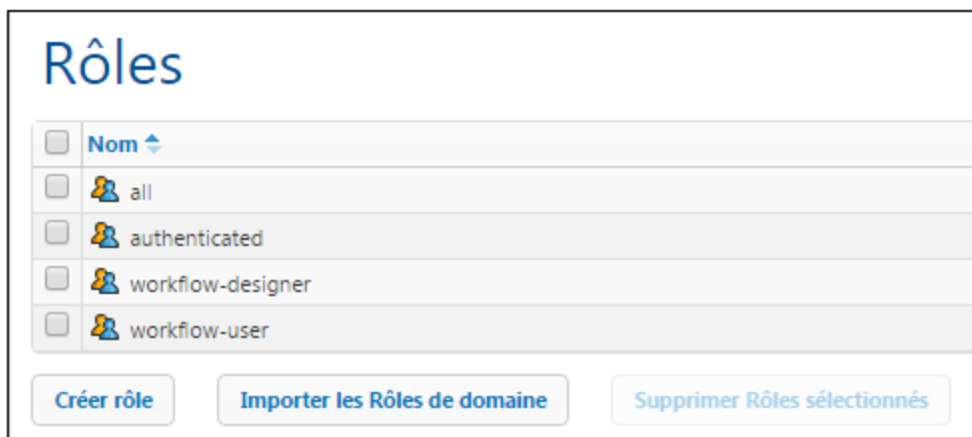 Rôles
Nom
all
authenticated
workflow-designer
workflow-user
Créer rôle Importer les Rôles de domaine Supprimer Rôles sélectionnés